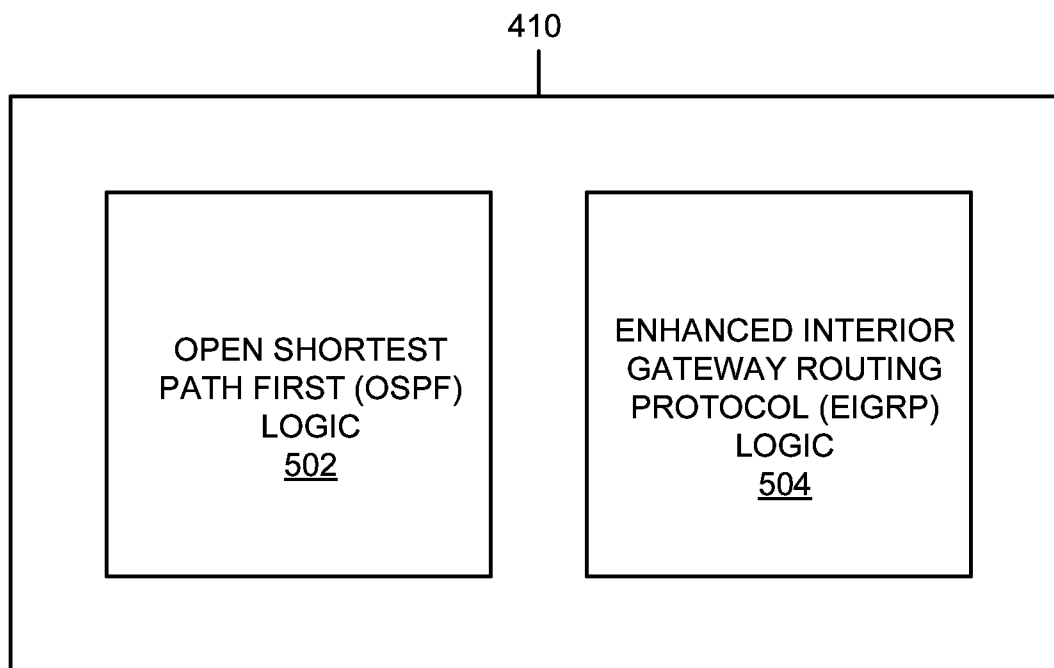 410
OPEN SHORTEST
PATH FIRST (OSPF)
LOGIC
502
ENHANCED INTERIOR
GATEWAY ROUTING
PROTOCOL (EIGRP)
LOGIC
504